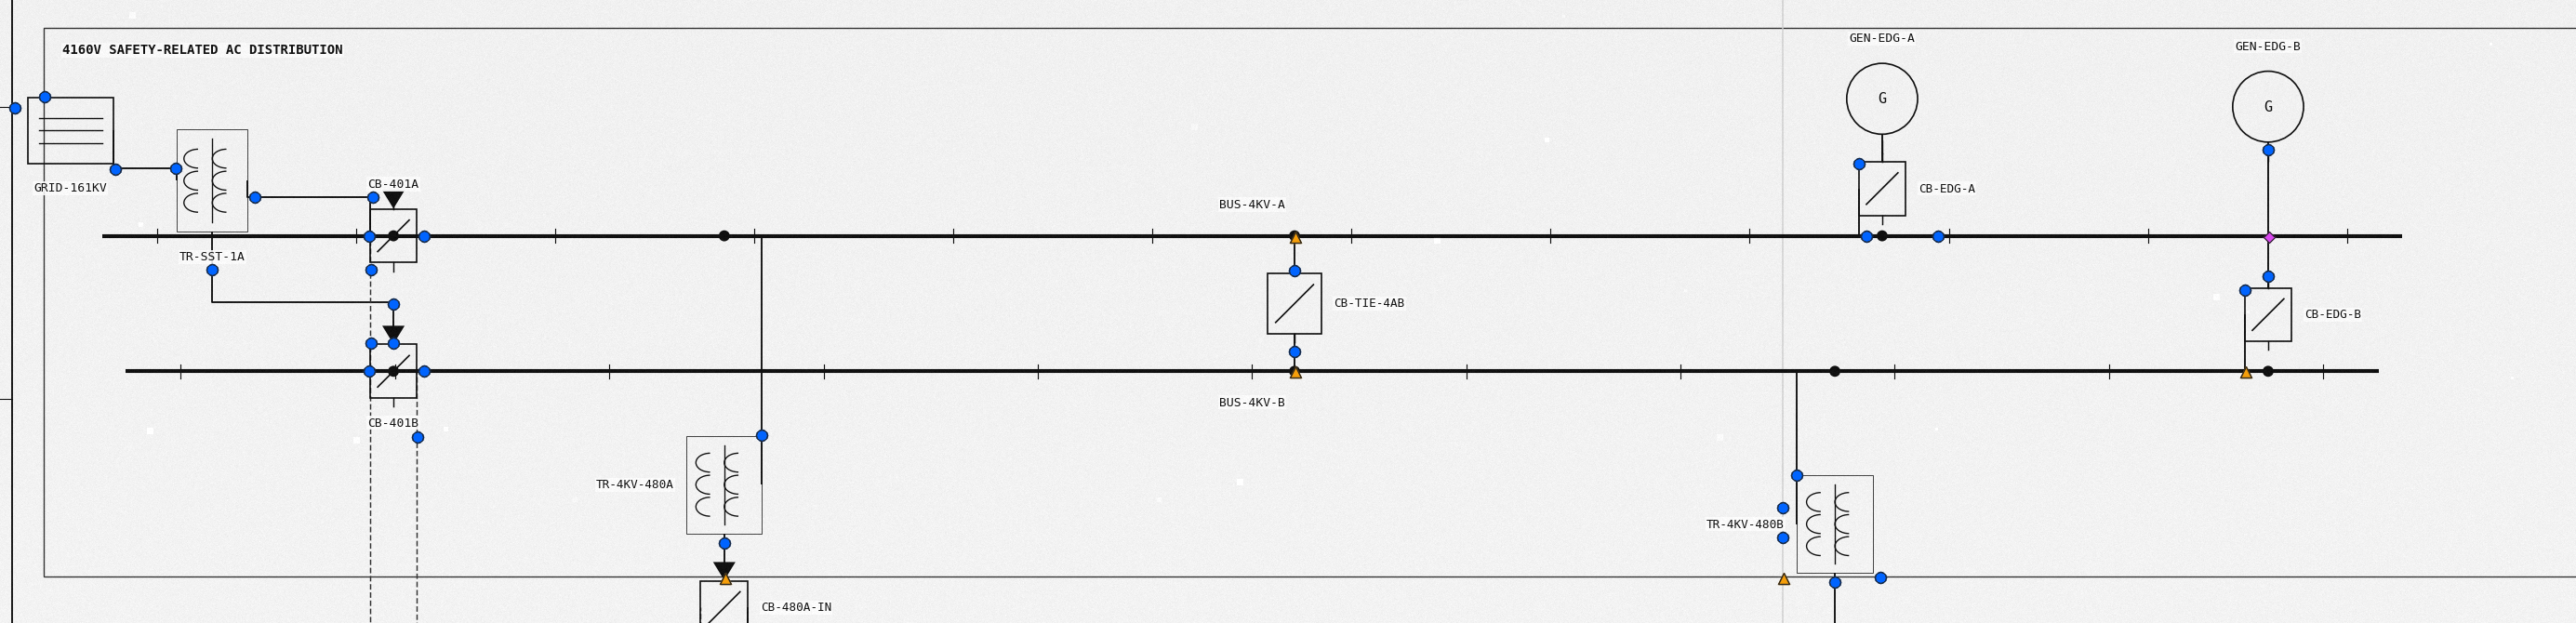 GEN-EDG-A
GEN-EDG-B
4160V SAFETY-RELATED AC DISTRIBUTION
G
G
GRID-161KV
CB-401A
CB-EDG-A
BUS-4KV-A
TR-SST-1A
CB-TIE-4AB
CB-EDG-B
BUS-4KV-B
CB-401B
TR-4KV-480A
TR-4KV-480B
CB-480A-IN